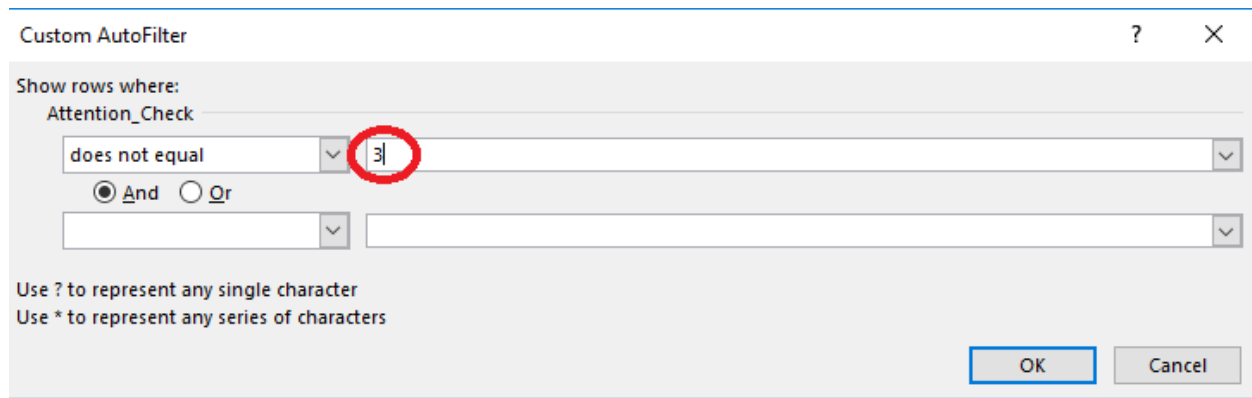 Custom AutoFilter ?
Show rows where:
Attention_Check
does not equal 3
And Or
Use ? to represent any single character
Use * to represent any series of characters
OK Cancel